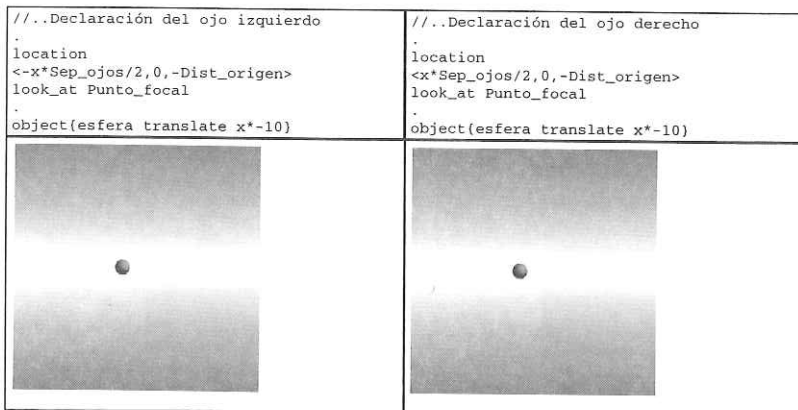 //..Declaración del ojo izquierdo
.
location
<-x*Sep_ojos/2,0,-Dist_origen>
look_at Punto_focal
.
object{esfera translate x*-10}
//..Declaración del ojo derecho
.
location
<x*Sep_ojos/2,0,-Dist_origen>
look_at Punto_focal
.
object{esfera translate x*-10}